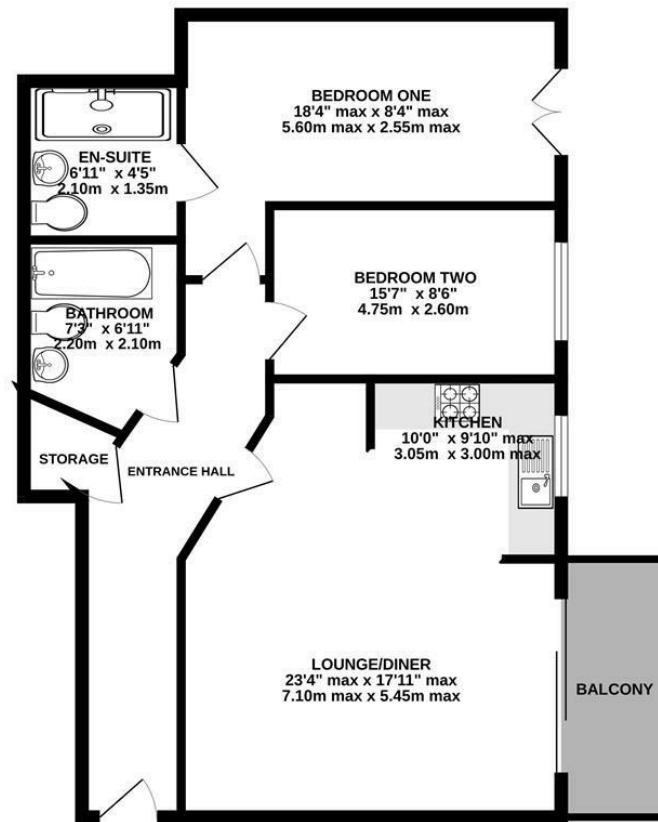 BEDROOM ONE
18'4" max x 8'4" max
5.60m max x 2.55m max
EN-SUITE
6'11" x 4'5"
2.10m x 1.35m
BEDROOM TWO
15'7" x 8'6"
4.75m x 2.60m
BATHROOM
7'3" x 6'11"
2.20m x 2.10m
KITCHEN
10'0" x 9'10" max
3.05m x 3.00m max
STORAGE
ENTRANCE HALL
LOUNGE/DINER
23'4" max x 17'11" max
7.10m max x 5.45m max
BALCONY